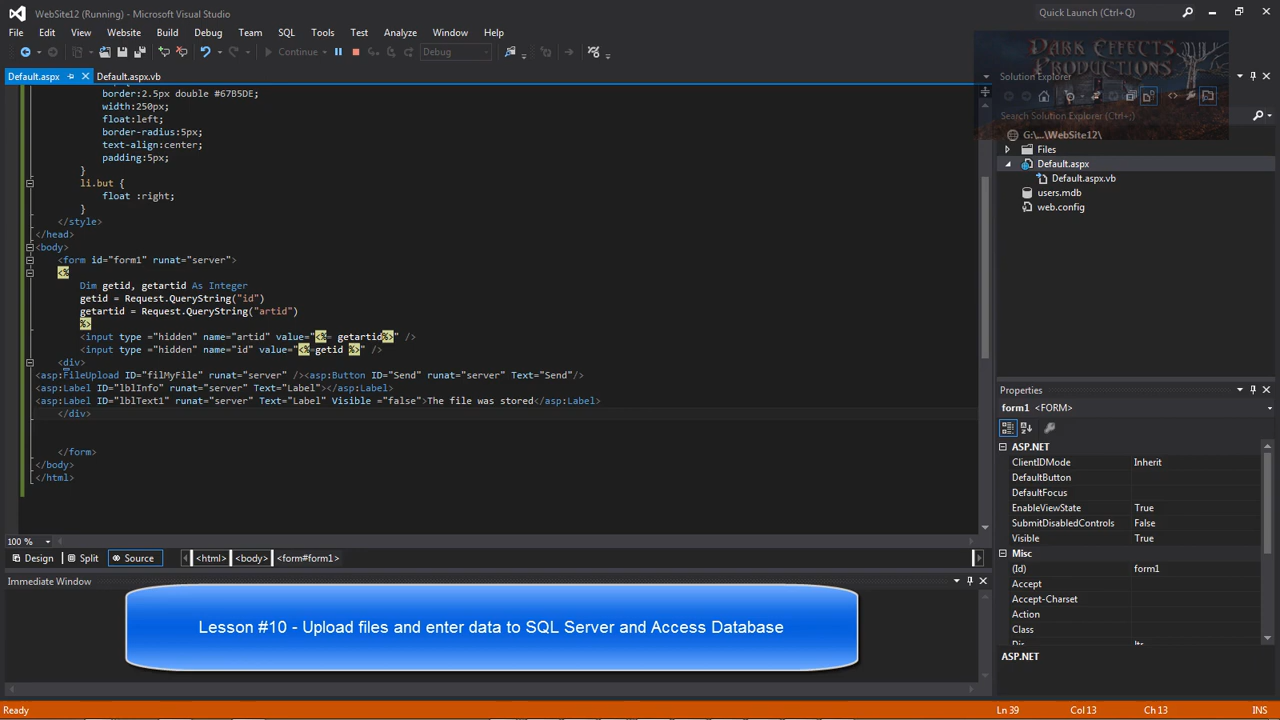 WebSite12 (Running) - Microsoft Visual Studio
Quick Launch (Ctrl+Q)
File Edit View Website Build Debug Team SQL Tools Test Analyze Window Help
Continue
Debug
DARK EFFECTS
PRODUCTIONS
Default.aspx
Default.aspx.vb
Solution Explorer
Search Solution Explorer (Ctrl+;)
G:\...\WebSite12\
Files
Default.aspx
Default.aspx.vb
users.mdb
web.config
border:2.5px double #67B5DE;
width:250px;
float:left;
border-radius:5px;
text-align:center;
padding:5px;
}
li.but {
float :right;
}
</style>
</head>
<body>
<form id="form1" runat="server">
<%
Dim getid, getartid As Integer
getid = Request.QueryString("id")
getartid = Request.QueryString("artid")
%>
<input type ="hidden" name="artid" value="<%= getartid%>" />
<input type ="hidden" name="id" value="<%=getid %>" />
<div>
<asp:FileUpload ID="filMyFile" runat="server" /><asp:Button ID="Send" runat="server" Text="Send"/>
<asp:Label ID="lblInfo" runat="server" Text="Label"></asp:Label>
<asp:Label ID="lblText1" runat="server" Text="Label" Visible ="false">The file was stored</asp:Label>
</div>
</form>
</body>
</html>
100 %
Design Split Source <html> <body> <form#form1>
Properties
form1 <FORM>
ASP.NET
ClientIDMode Inherit
DefaultButton
DefaultFocus
EnableViewState True
SubmitDisabledControls False
Visible True
Misc
(Id) form1
Accept
Accept-Charset
Action
Class
Dir ltr
ASP.NET
Immediate Window
Lesson #10 - Upload files and enter data to SQL Server and Access Database
Ready
Ln 39 Col 13 Ch 13 INS